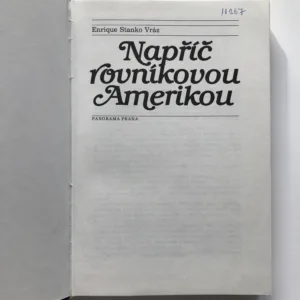 Enrique Stanko Vráz
Napříč
rovníkovou
Amerikou
PANORAMA PRAHA